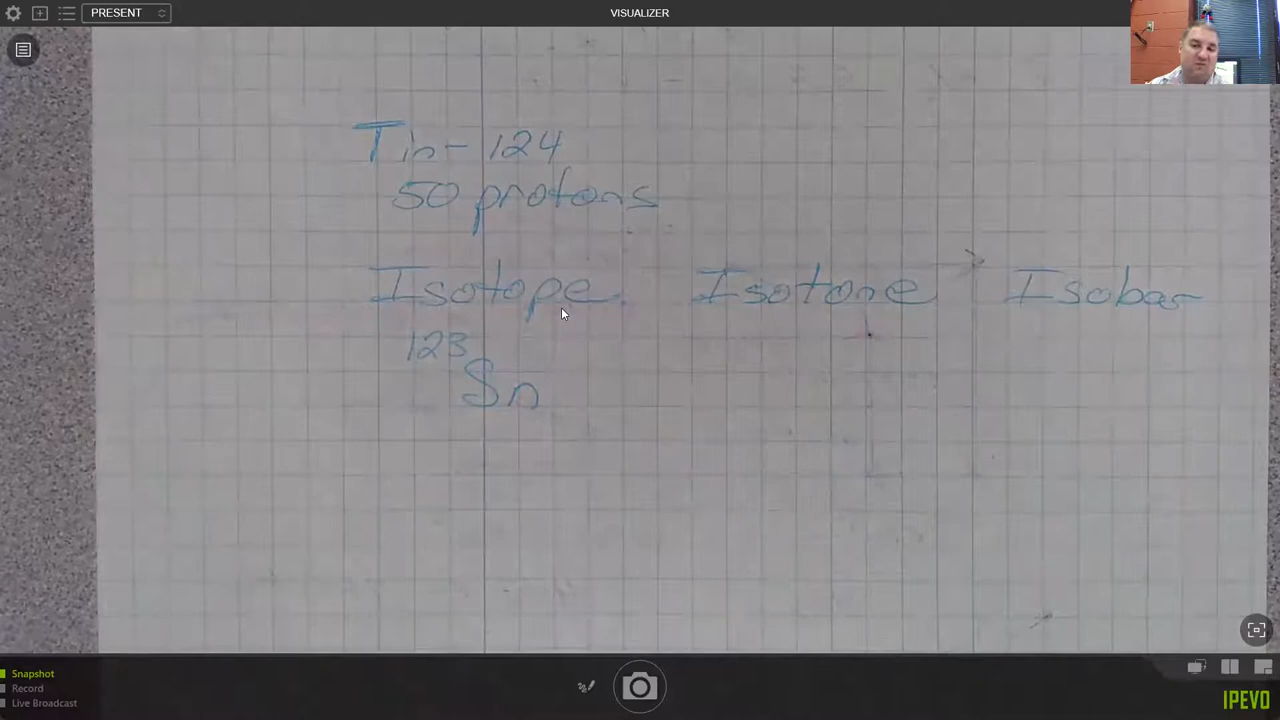 PRESENT
VISUALIZER
Tin-124
50 protons
Isotope Isotone Isobar
123
Sn
Snapshot
Record
Live Broadcast
IPEVO